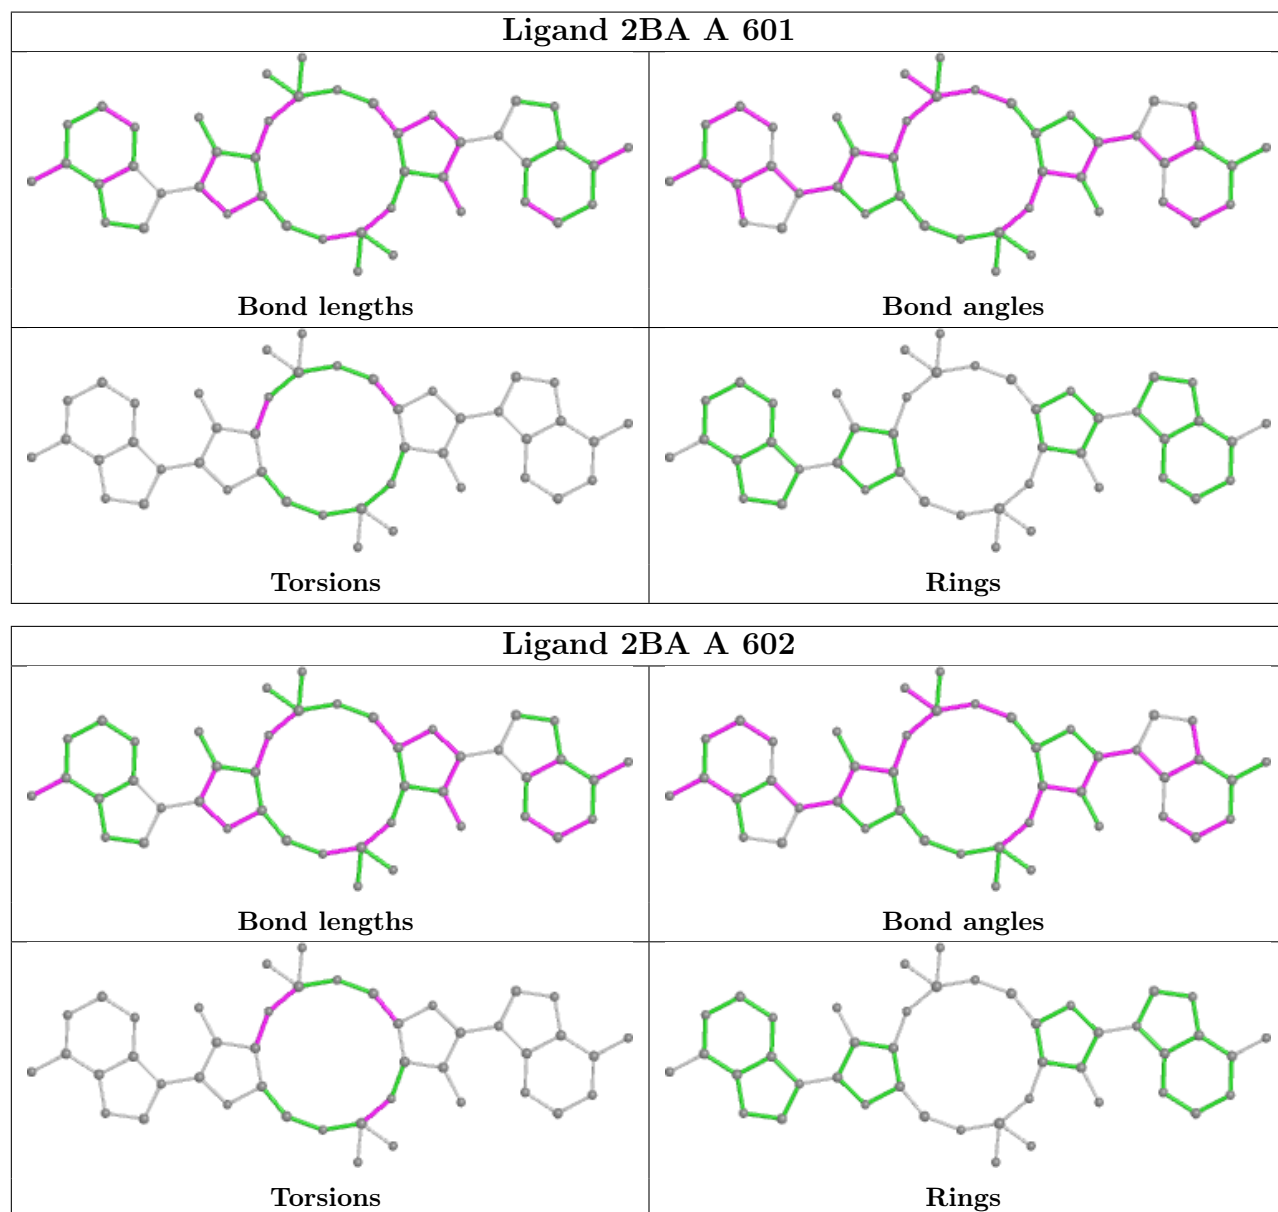 Ligand 2BA A 601
Bond lengths
Bond angles
Torsions
Rings
Ligand 2BA A 602
Bond lengths
Bond angles
Torsions
Rings